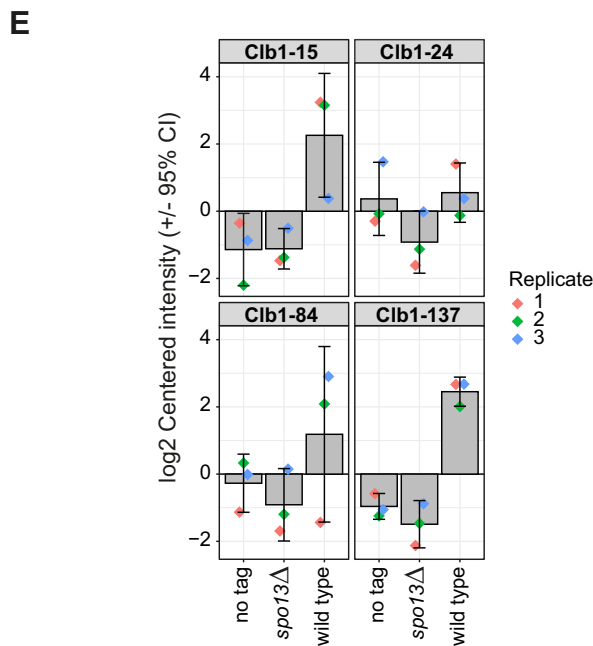 E
Clb1-15
Clb1-24
4
2
0
−2
Clb1-84
Clb1-137
4
2
0
−2
log2 Centered intensity (+/- 95% CI)
no tag
spo13Δ
wild type
no tag
spo13Δ
wild type
Replicate
1
2
3